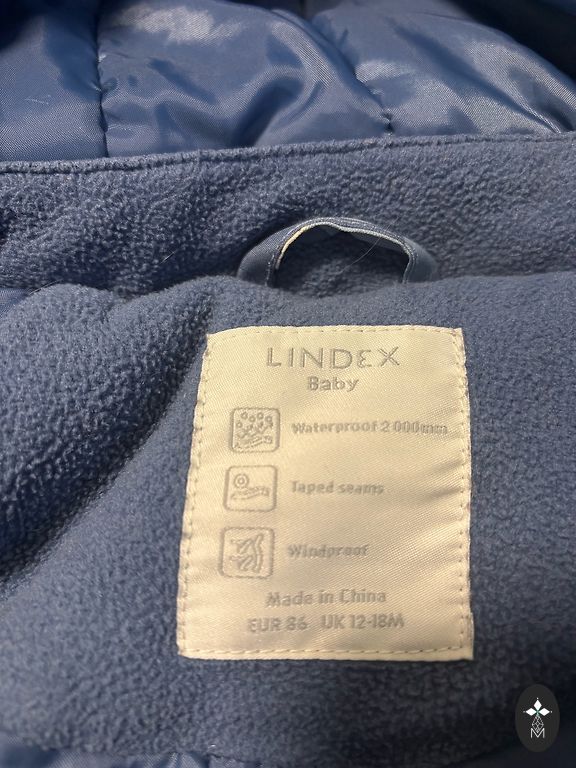 LINDEX
Baby
Waterproof 2 000mm
Taped seams
Windproof
Made in China
EUR 86 UK 12-18M
M